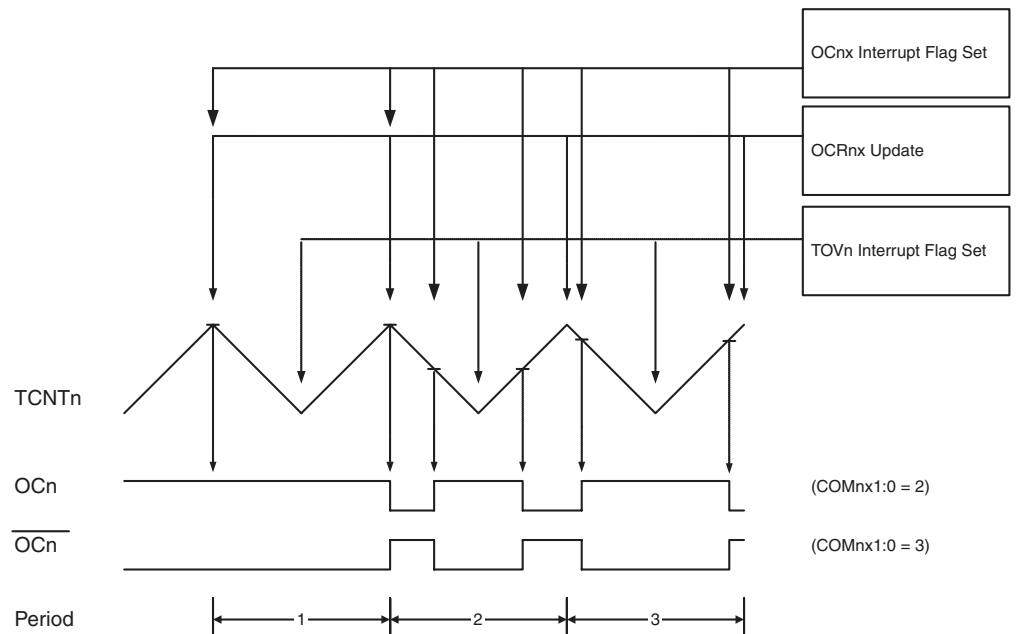 OCnx Interrupt Flag Set
OCRnx Update
TOVn Interrupt Flag Set
TCNTn
OCn (COMnx1:0 = 2)
OCn (COMnx1:0 = 3)
Period 1 2 3